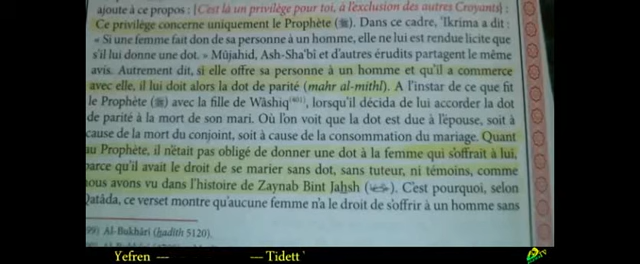 ajoute à ce propos : [C'est là un privilège pour toi, à l'exclusion des autres Croyants] :
Ce privilège concerne uniquement le Prophète (ﷺ). Dans ce cadre, 'Ikrima a dit :
« Si une femme fait don de sa personne à un homme, elle ne lui est rendue licite que
s'il lui donne une dot. » Mûjahid, Ash-Sha'bî et d'autres érudits partagent le même
avis. Autrement dit, si elle offre sa personne à un homme et qu'il a commerce
avec elle, il lui doit alors la dot de parité (mahr al-mithl). A l'instar de ce que fit
le Prophète (ﷺ) avec la fille de Wâshiq, lorsqu'il décida de lui accorder la dot
de parité à la mort de son mari. Où l'on voit que la dot est due à l'épouse, soit à
cause de la mort du conjoint, soit à cause de la consommation du mariage. Quant
au Prophète, il n'était pas obligé de donner une dot à la femme qui s'offrait à lui,
parce qu'il avait le droit de se marier sans dot, sans tuteur, ni témoins, comme
nous avons vu dans l'histoire de Zaynab Bint Jahsh. C'est pourquoi, selon
Qatâda, ce verset montre qu'aucune femme n'a le droit de s'offrir à un homme sans
99) Al-Bukhâri (hadith 5120).
Yefren --- --- Tidett '